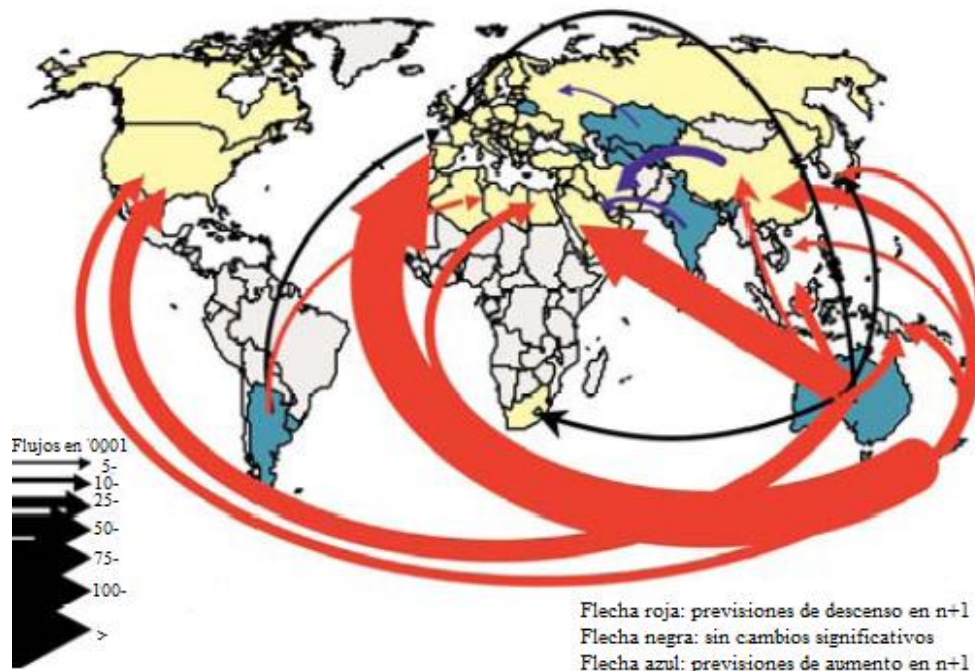 Flujos en '0001
5-
10-
25-
50-
75-
100-
>
Flecha roja: previsiones de descenso en n+1
Flecha negra: sin cambios significativos
Flecha azul: previsiones de aumento en n+1